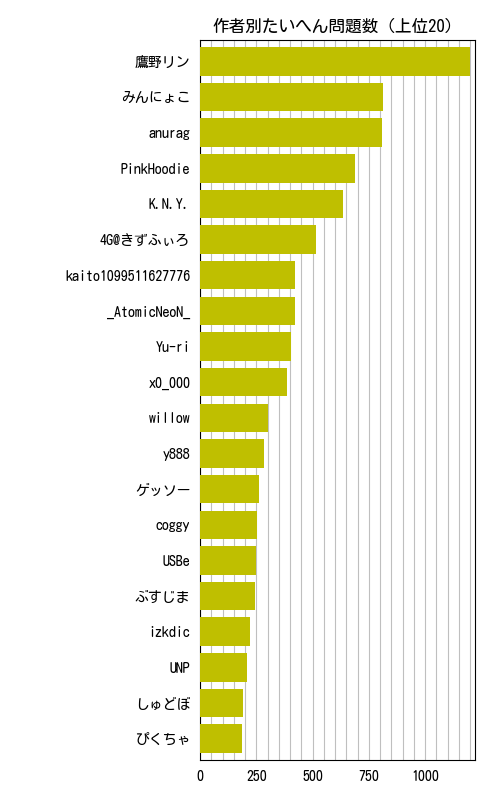 作者別たいへん問題数（上位20）
鷹野リン
みんにょこ
anurag
PinkHoodie
K.N.Y.
4G@きずふぃろ
kaito1099511627776
_AtomicNeoN_
Yu-ri
x0_000
willow
y888
ゲッソー
coggy
USBe
ぷすじま
izkdic
UNP
しゅどぼ
ぴくちゃ
0 250 500 750 1000